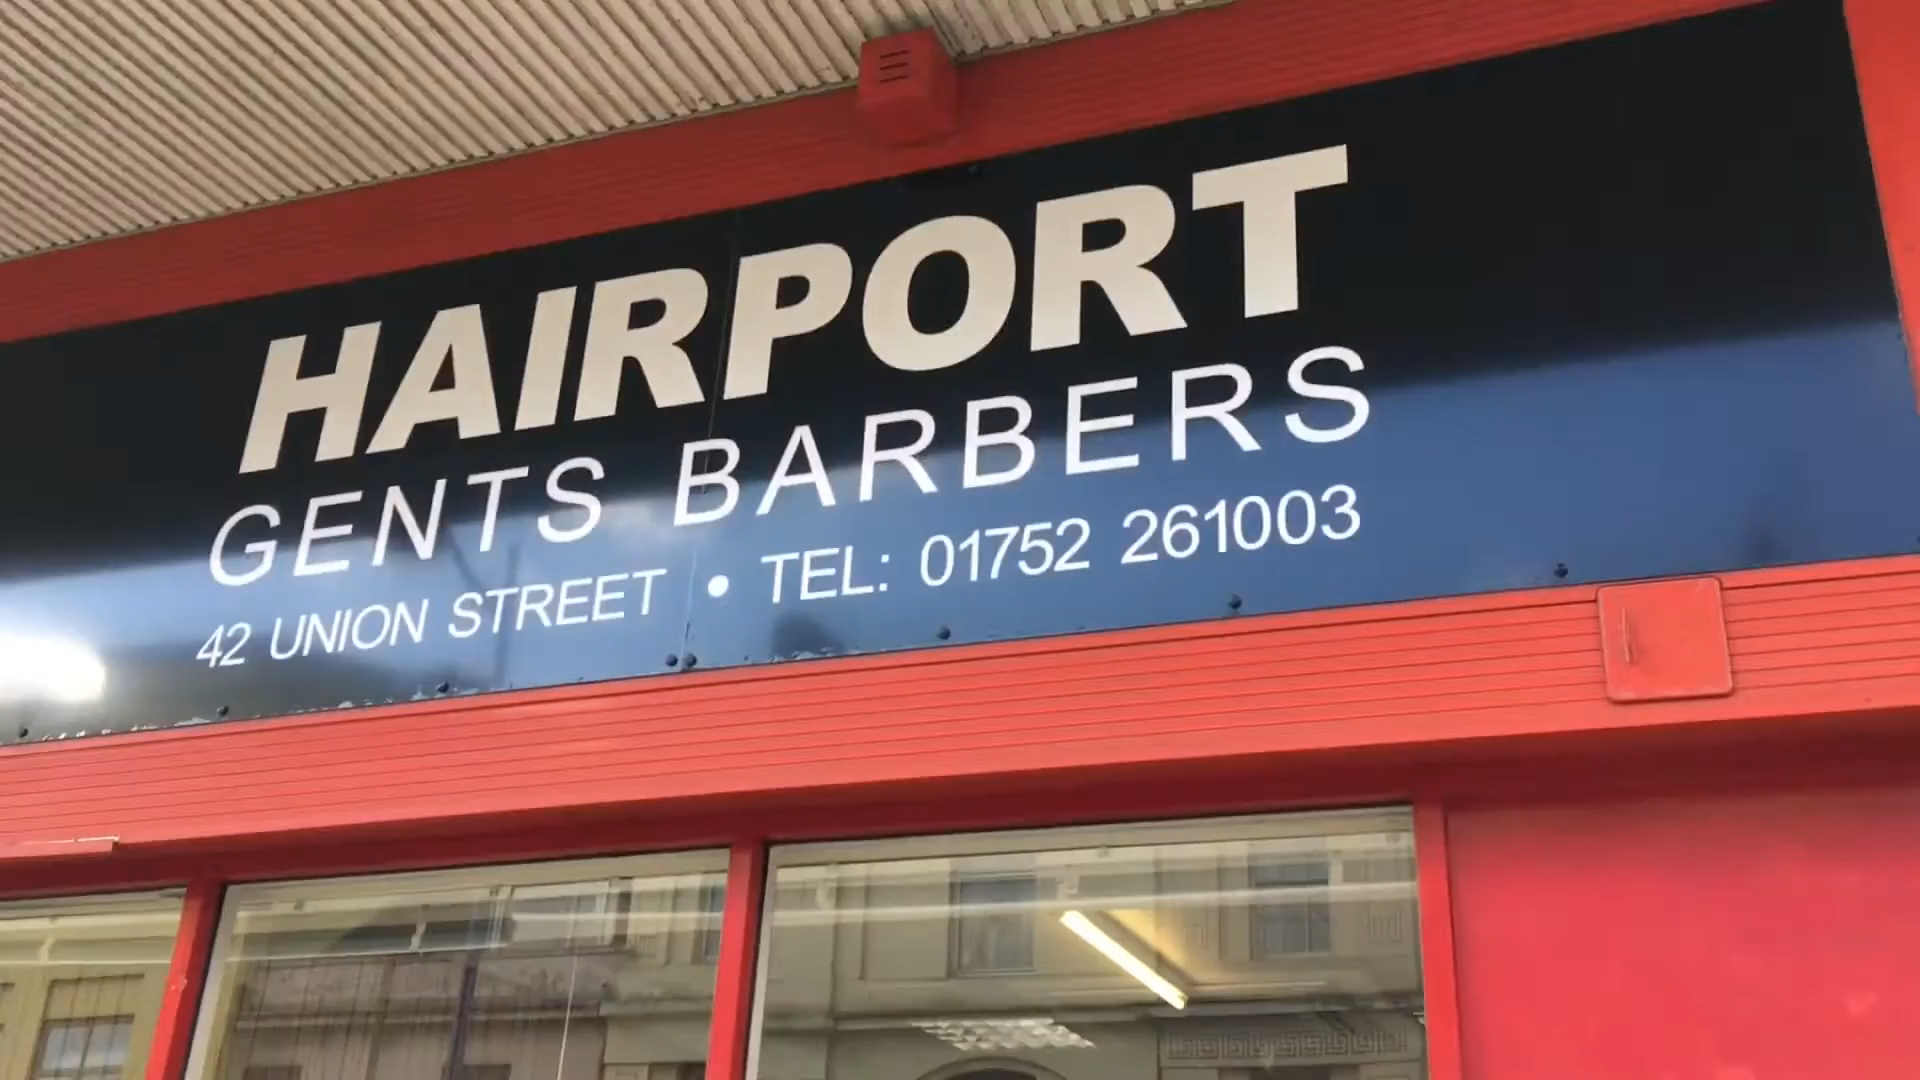 HAIRPORT
GENTS BARBERS
42 UNION STREET • TEL: 01752 261003